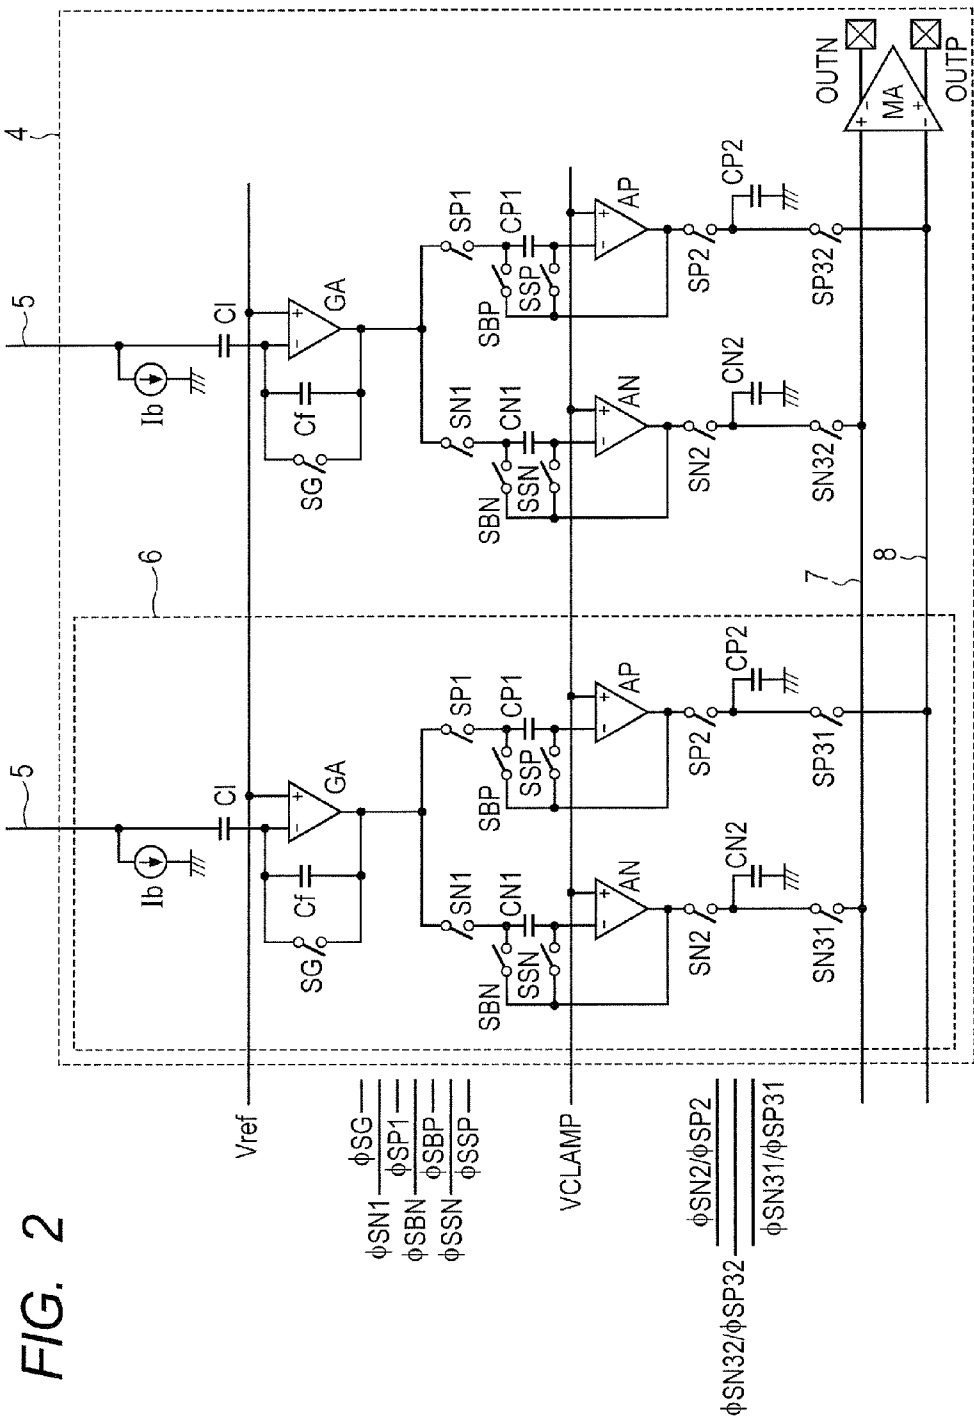 FIG. 2
4
5
5
6
Vref
φSG
φSN1
φSP1
φSBN
φSBP
φSSN
φSSP
VCLAMP
φSN2/φSP2
φSN32/φSP32
φSN31/φSP31
Ib
CI
GA
Cf
SG
SN1
CN1
SBN
SSN
AN
SN2
CN2
SN31
SP1
CP1
SBP
SSP
AP
SP2
CP2
SP31
Ib
CI
GA
Cf
SG
SN1
CN1
SBN
SSN
AN
SN2
CN2
SN32
SP1
CP1
SBP
SSP
AP
SP2
CP2
SP32
7
8
MA
OUTN
OUTP